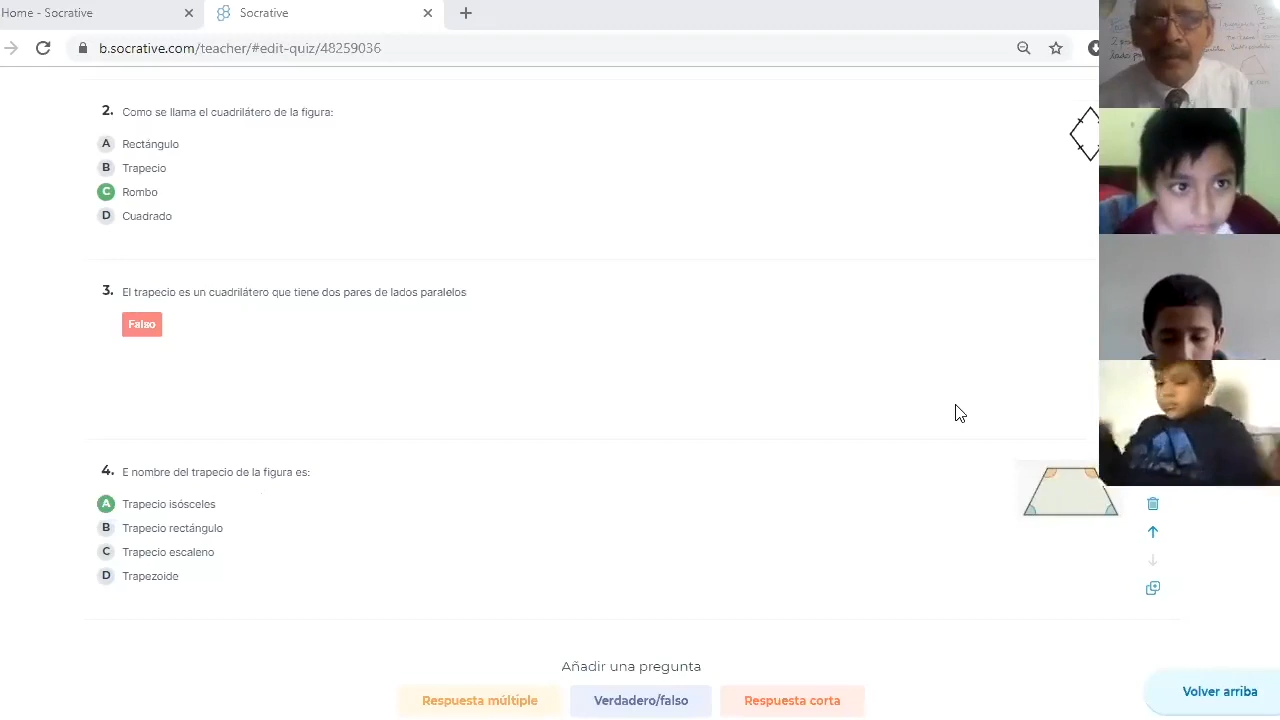 Home - Socrative
Socrative
b.socrative.com/teacher/#edit-quiz/48259036
2. Como se llama el cuadrilátero de la figura:
A Rectángulo
B Trapecio
C Rombo
D Cuadrado
3. El trapecio es un cuadrilátero que tiene dos pares de lados paralelos
Falso
4. E nombre del trapecio de la figura es:
A Trapecio isósceles
B Trapecio rectángulo
C Trapecio escaleno
D Trapezoide
Añadir una pregunta
Respuesta múltiple
Verdadero/falso
Respuesta corta
Volver arriba